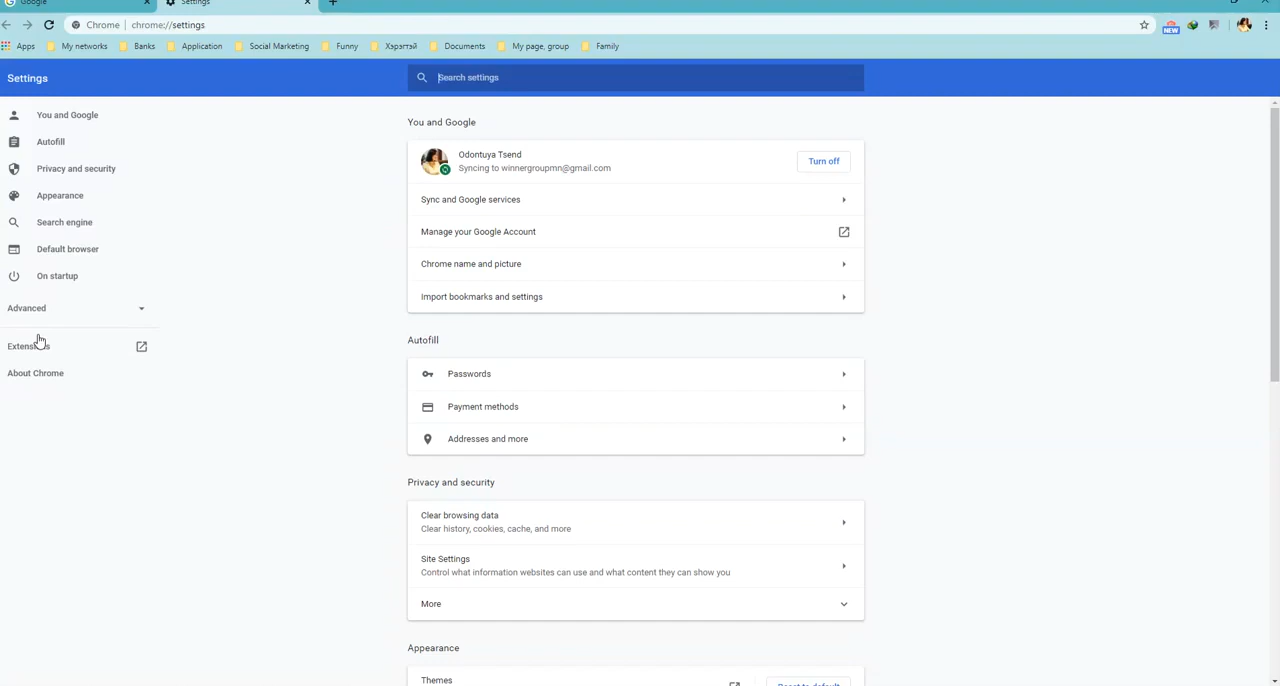 Google
Settings
Chrome | chrome://settings
NEW
Apps My networks Banks Application Social Marketing Funny Хэрэгтэй Documents My page, group Family
Settings
Search settings
You and Google
Autofill
Privacy and security
Appearance
Search engine
Default browser
On startup
Advanced
Extensions
About Chrome
You and Google
Odontuya Tsend
Syncing to winnergroupmn@gmail.com
Turn off
Sync and Google services
Manage your Google Account
Chrome name and picture
Import bookmarks and settings
Autofill
Passwords
Payment methods
Addresses and more
Privacy and security
Clear browsing data
Clear history, cookies, cache, and more
Site Settings
Control what information websites can use and what content they can show you
More
Appearance
Themes
Reset to default